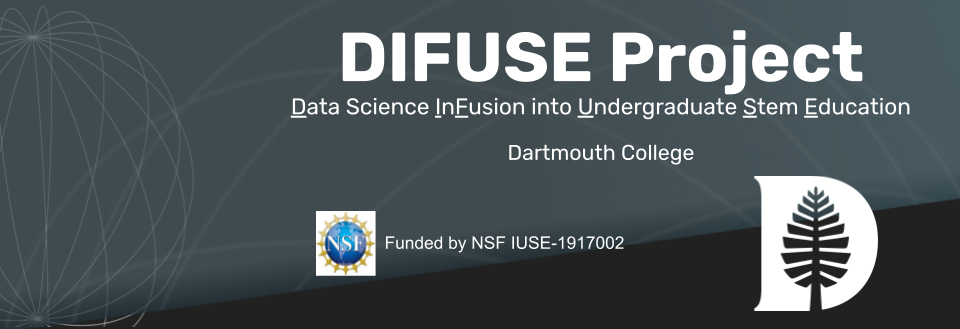 DIFUSE Project
Data Science InFusion into Undergraduate Stem Education
Dartmouth College
NSF
Funded by NSF IUSE-1917002
D